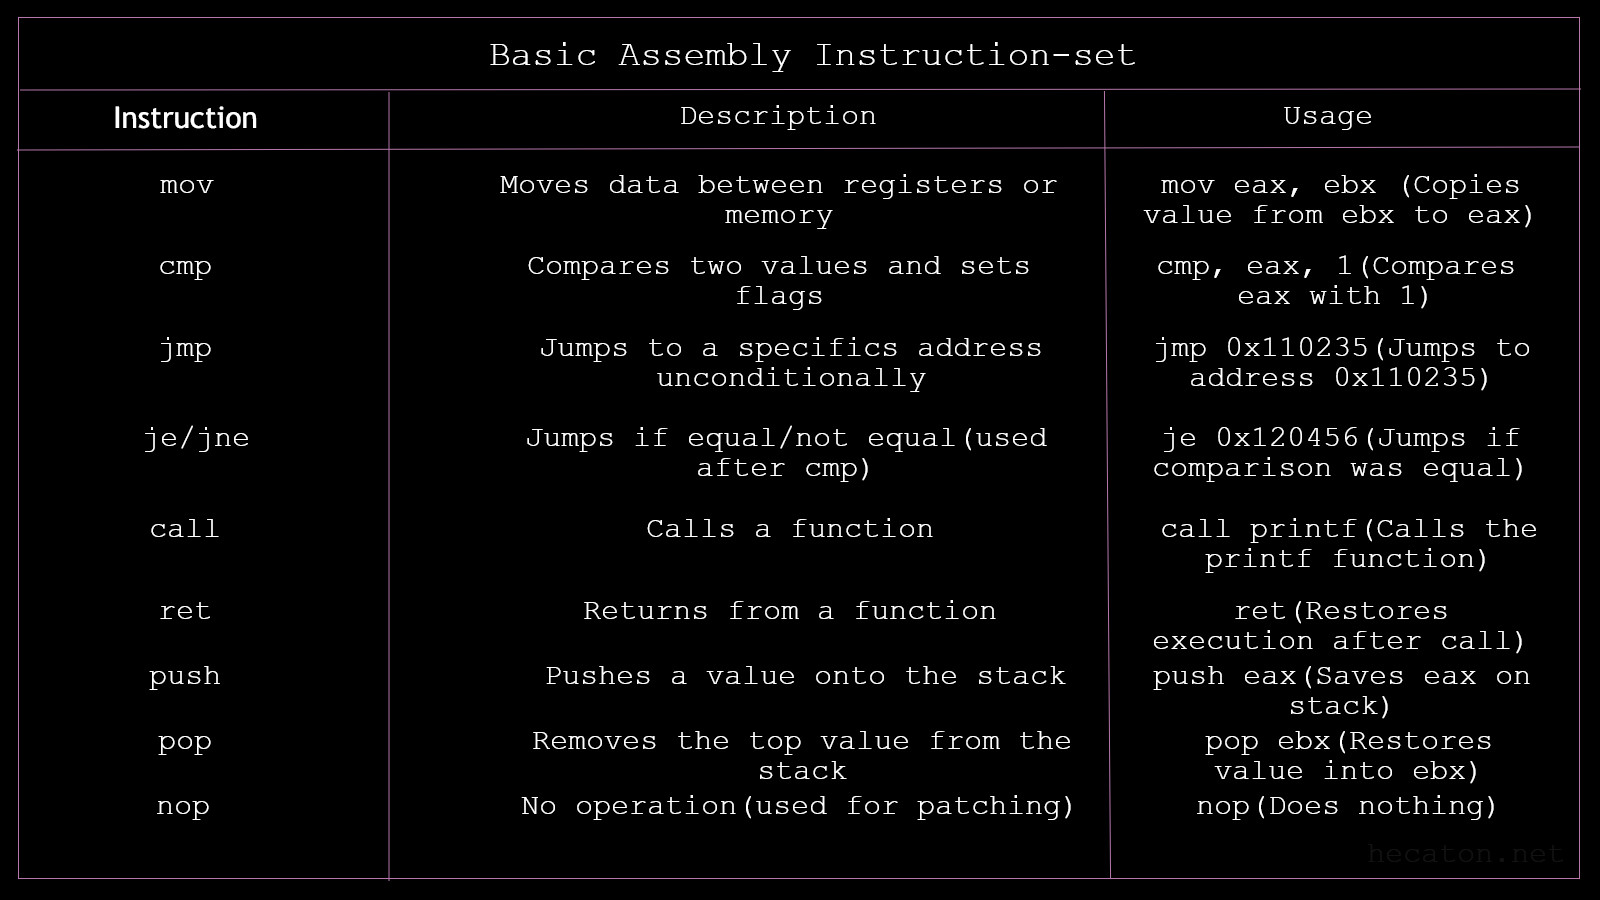 Basic Assembly Instruction-set
Instruction
Description
Usage
mov
Moves data between registers or
memory
mov eax, ebx (Copies
value from ebx to eax)
cmp
Compares two values and sets
flags
cmp, eax, 1(Compares
eax with 1)
jmp
Jumps to a specifics address
unconditionally
jmp 0x110235(Jumps to
address 0x110235)
je/jne
Jumps if equal/not equal(used
after cmp)
je 0x120456(Jumps if
comparison was equal)
call
Calls a function
call printf(Calls the
printf function)
ret
Returns from a function
ret(Restores
execution after call)
push
Pushes a value onto the stack
push eax(Saves eax on
stack)
pop
Removes the top value from the
stack
pop ebx(Restores
value into ebx)
nop
No operation(used for patching)
nop(Does nothing)
hecaton.net